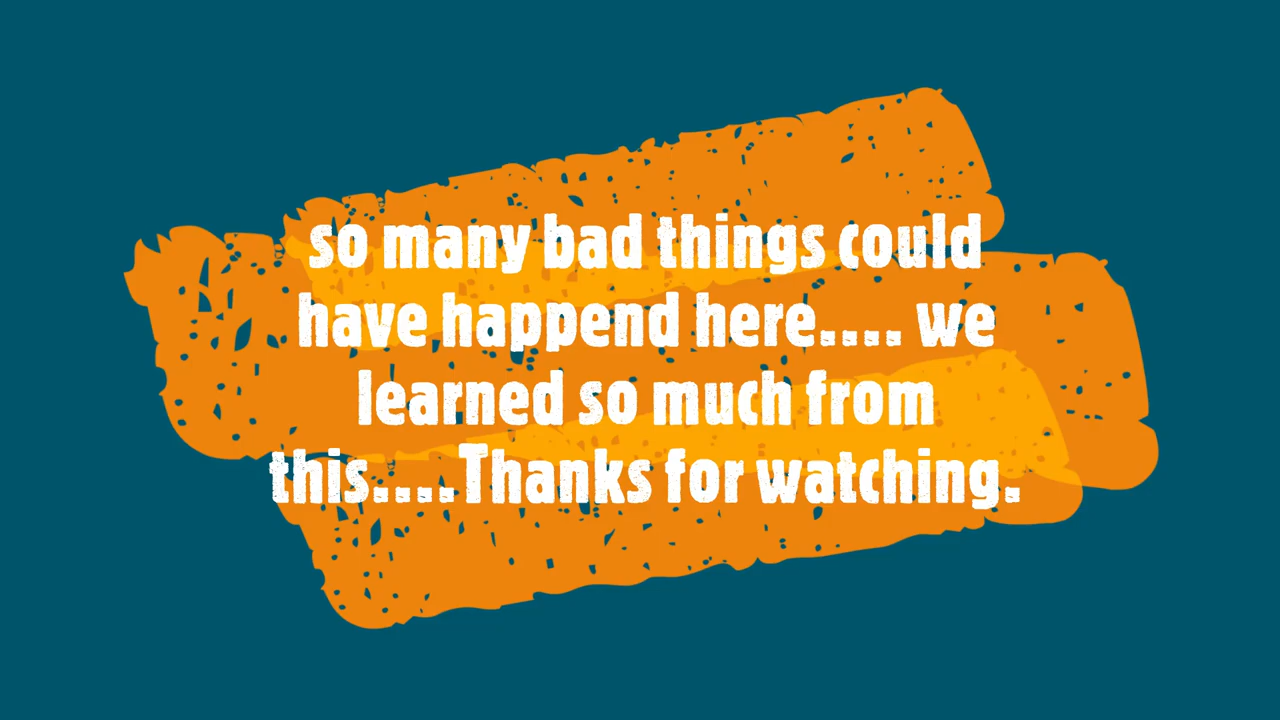 so many bad things could
have happend here.... we
learned so much from
this....Thanks for watching.